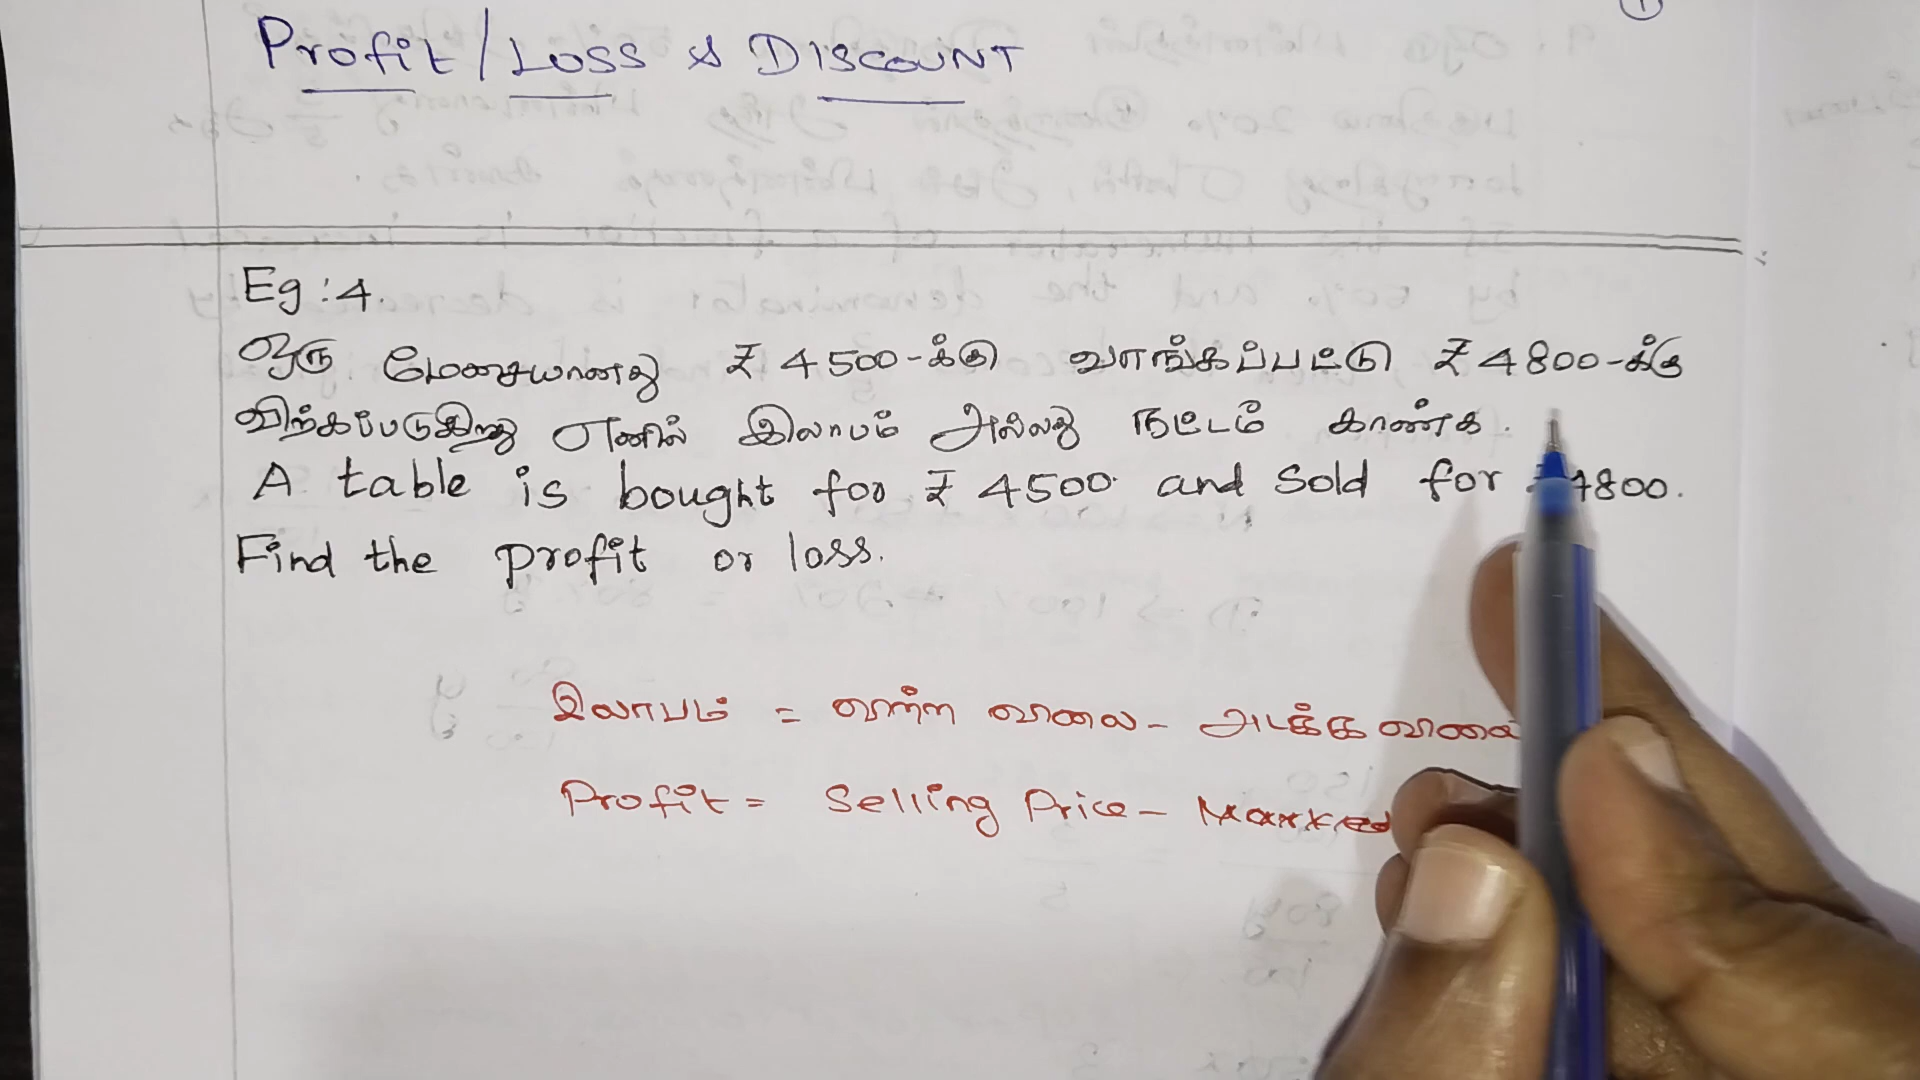 Profit / Loss & DISCOUNT
Eg : 4.
ஒரு மேசையானது ₹ 4500-க்கு வாங்கப்பட்டு ₹ 4800-க்கு
விற்கப்படுகிறது எனில் இலாபம் அல்லது நட்டம் காண்க.
A table is bought for ₹ 4500 and sold for 4800.
Find the profit or loss.
இலாபம் = விற்ற விலை - அடக்க விலை
Profit = Selling Price - Marked